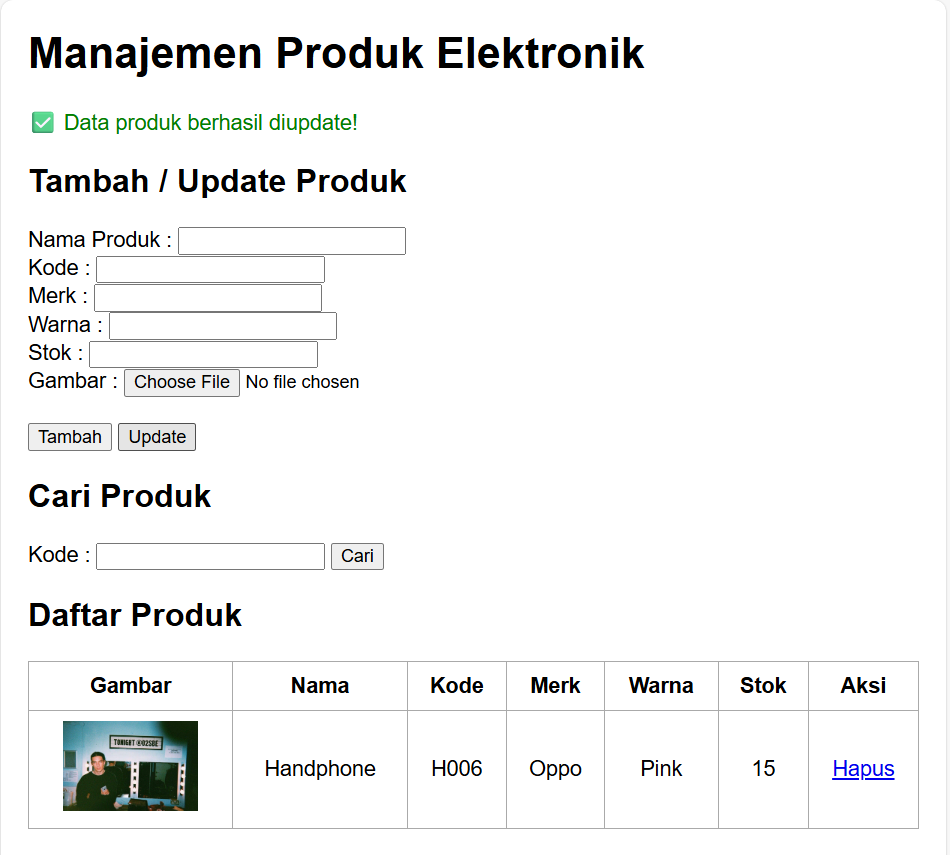 Manajemen Produk Elektronik
✅ Data produk berhasil diupdate!
Tambah / Update Produk
Nama Produk :
Kode :
Merk :
Warna :
Stok :
Gambar : Choose File No file chosen
Tambah Update
Cari Produk
Kode : Cari
Daftar Produk
Gambar Nama Kode Merk Warna Stok Aksi
TONIGHT @O2SBE
Handphone H006 Oppo Pink 15 Hapus